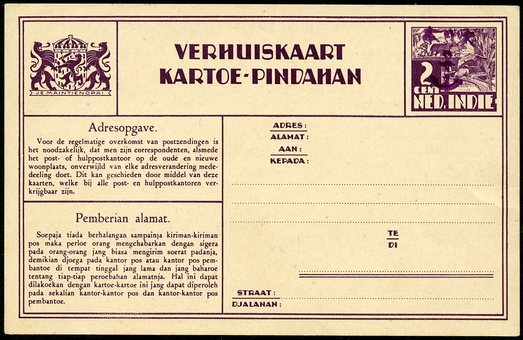 VERHUISKAART
KARTOE-PINDAHAN
JE MAINTIENDRAI
2
CENT
NED. INDIE
Adresopgave.
Voor de regelmatige overkomst van postzendingen is
het noodzakelijk, dat men zijn correspondenten, alsmede
het post- of hulppostkantoor op de oude en nieuwe
woonplaats, onverwijld van elke adresverandering mede-
deeling doet. Dit kan geschieden door middel van deze
kaarten, welke bij alle post- en hulppostkantoren ver-
krijgbaar zijn.
Pemberian alamat.
Soepaja tiada berhalangan sampainja kiriman-kiriman
pos maka perloe orang mengebarkan dengan sigera
pada orang-orang jang biasa mengirim soerat padanja,
demikian djoega pada kantor pos atau kantor pos pem-
bantoe di tempat tinggal jang lama dan jang baharoe
tentang tiap-tiap peroebahan alamatnja. Hal ini dapat
dilakoekan dengan kartoe-kartoe ini jang dapat diperoleh
pada sekalian kantor-kantor pos dan kantor-kantor pos
pembantoe.
ADRES:
ALAMAT:
AAN:
KEPADA:
TE
DI
STRAAT:
DJALANAN: